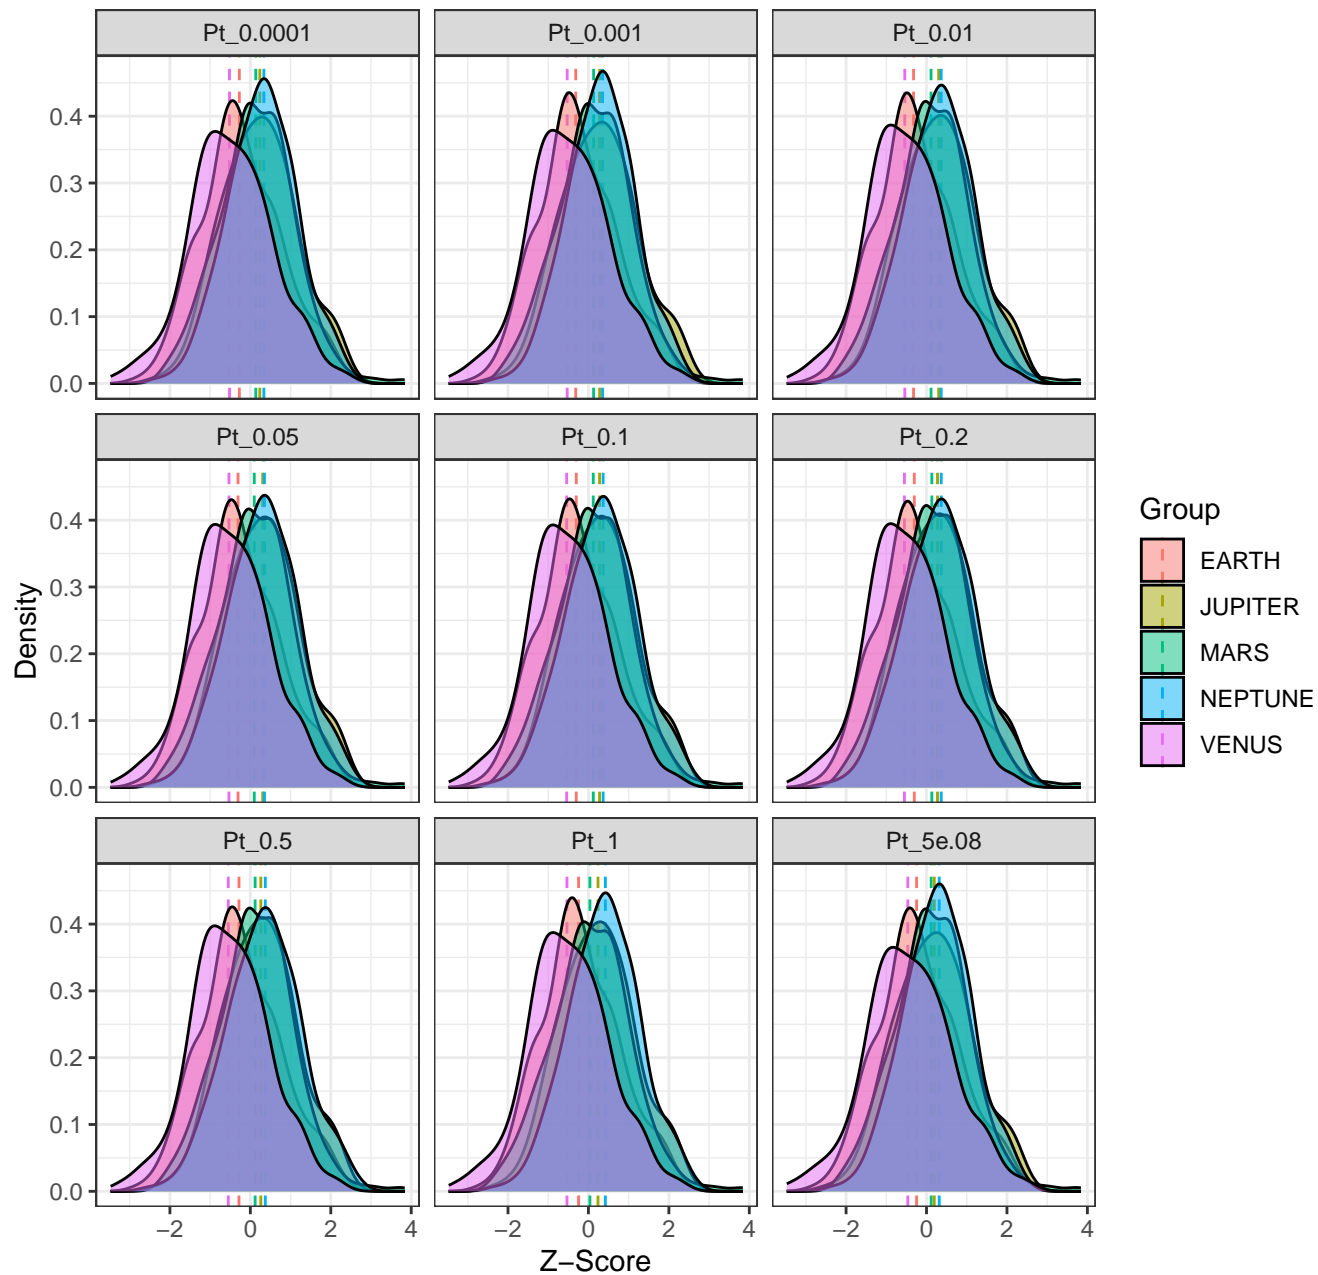 Pt_0.0001 Pt_0.001 Pt_0.01
0.4
0.3
0.2
0.1
0.0
Pt_0.05 Pt_0.1 Pt_0.2
0.4
0.3
0.2
0.1
0.0
Pt_0.5 Pt_1 Pt_5e.08
0.4
0.3
0.2
0.1
0.0
−2 0 2 4 −2 0 2 4 −2 0 2 4
Z−Score
Density
Group
EARTH
JUPITER
MARS
NEPTUNE
VENUS